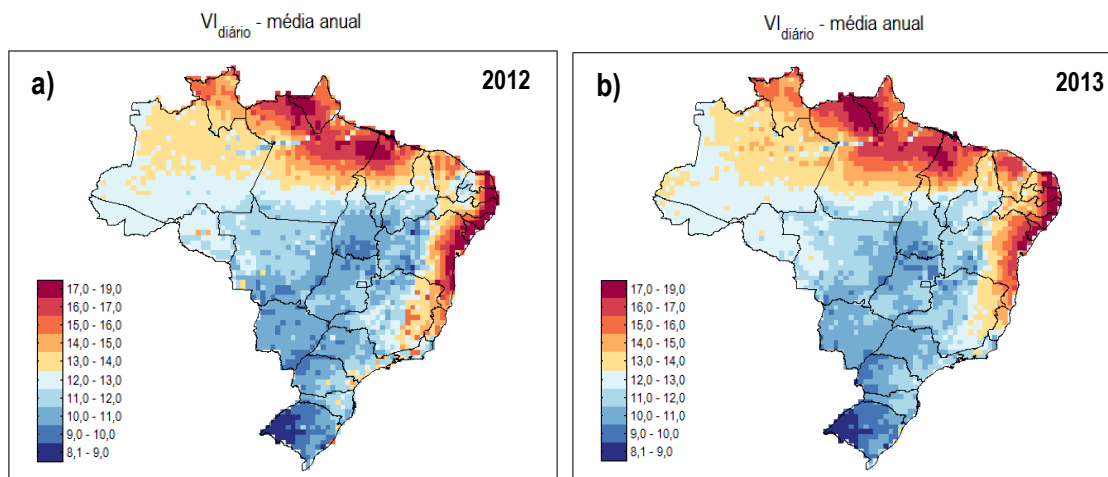 VI diário - média anual
a)
2012
17,0 - 19,0
16,0 - 17,0
15,0 - 16,0
14,0 - 15,0
13,0 - 14,0
12,0 - 13,0
11,0 - 12,0
10,0 - 11,0
9,0 - 10,0
8,1 - 9,0
VI diário - média anual
b)
2013
17,0 - 19,0
16,0 - 17,0
15,0 - 16,0
14,0 - 15,0
13,0 - 14,0
12,0 - 13,0
11,0 - 12,0
10,0 - 11,0
9,0 - 10,0
8,1 - 9,0